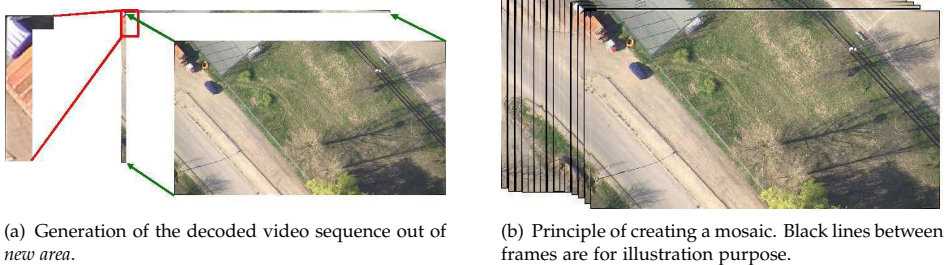 (a) Generation of the decoded video sequence out of
new area.
(b) Principle of creating a mosaic. Black lines between
frames are for illustration purpose.